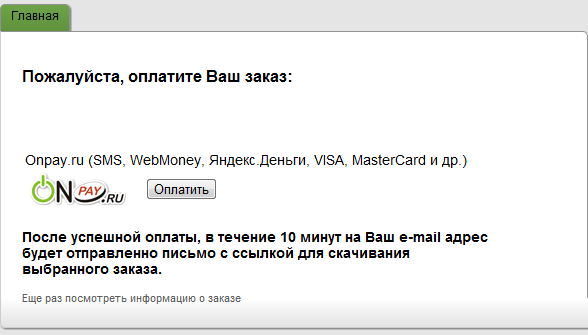 Главная
Пожалуйста, оплатите Ваш заказ:
Onpay.ru (SMS, WebMoney, Яндекс.Деньги, VISA, MasterCard и др.)
ON PAY.RU
Оплатить
После успешной оплаты, в течение 10 минут на Ваш e-mail адрес
будет отправленно письмо с ссылкой для скачивания
выбранного заказа.
Еще раз посмотреть информацию о заказе